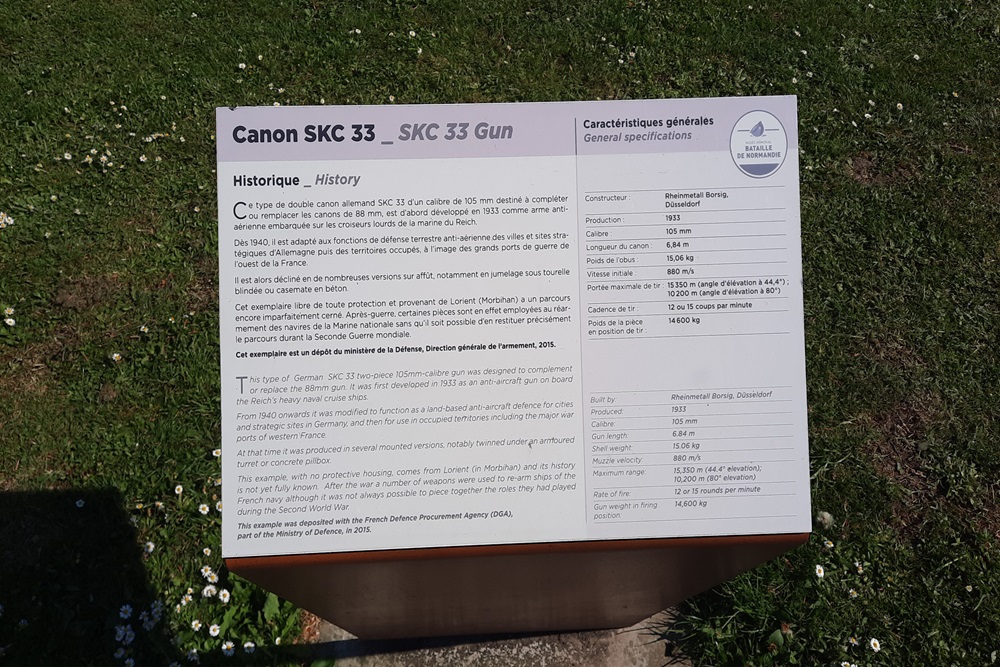 Canon SKC 33 _ SKC 33 Gun
Historique _ History
Ce type de double canon allemand SKC 33 d'un calibre de 105 mm destiné à compléter
ou remplacer les canons de 88 mm, est d'abord développé en 1933 comme arme anti-
aérienne embarquée sur les croiseurs lourds de la marine du Reich.
Dès 1940, il est adapté aux fonctions de défense terrestre anti-aérienne des villes et sites stra-
tégiques d'Allemagne puis des territoires occupés, à l'image des grands ports de guerre de
l'ouest de la France.
Il est alors décliné en de nombreuses versions sur affût, notamment en jumelage sous tourelle
blindée ou casemate en béton.
Cet exemplaire libre de toute protection et provenant de Lorient (Morbihan) a un parcours
encore imparfaitement cerné. Après-guerre, certaines pièces sont en effet employées au réar-
mement des navires de la Marine nationale sans qu'il soit possible d'en restituer précisément
le parcours durant la Seconde Guerre mondiale.
Cet exemplaire est un dépôt du ministère de la Défense, Direction générale de l'armement, 2015.
This type of German SKC 33 two-piece 105mm-calibre gun was designed to complement
or replace the 88mm gun. It was first developed in 1933 as an anti-aircraft gun on board
the Reich's heavy naval cruise ships.
From 1940 onwards it was modified to function as a land-based anti-aircraft defence for cities
and strategic sites in Germany, and then for use in occupied territories including the major war
ports of western France.
At that time it was produced in several mounted versions, notably twinned under an armoured
turret or concrete pillbox.
This example, with no protective housing, comes from Lorient (in Morbihan) and its history
is not yet fully known. After the war a number of weapons were used to re-arm ships of the
French navy although it was not always possible to piece together the roles they had played
during the Second World War.
This example was deposited with the French Defence Procurement Agency (DGA),
part of the Ministry of Defence, in 2015.
Caractéristiques générales
General specifications
BATAILLE
DE NORMANDIE
Constructeur : Rheinmetall Borsig,
Düsseldorf
Production : 1933
Calibre : 105 mm
Longueur du canon : 6,84 m
Poids de l'obus : 15,06 kg
Vitesse initiale : 880 m/s
Portée maximale de tir : 15 350 m (angle d'élévation à 44,4°) ;
10 200 m (angle d'élévation à 80°)
Cadence de tir : 12 ou 15 coups par minute
Poids de la pièce 14 600 kg
en position de tir :
Built by: Rheinmetall Borsig, Düsseldorf
Produced: 1933
Calibre: 105 mm
Gun length 6.84 m
Shell weight: 15.06 kg
Muzzle velocity: 880 m/s
Maximum range: 15,350 m (44.4° elevation);
10,200 m (80° elevation)
Rate of fire: 12 or 15 rounds per minute
Gun weight in firing 14,600 kg
position: